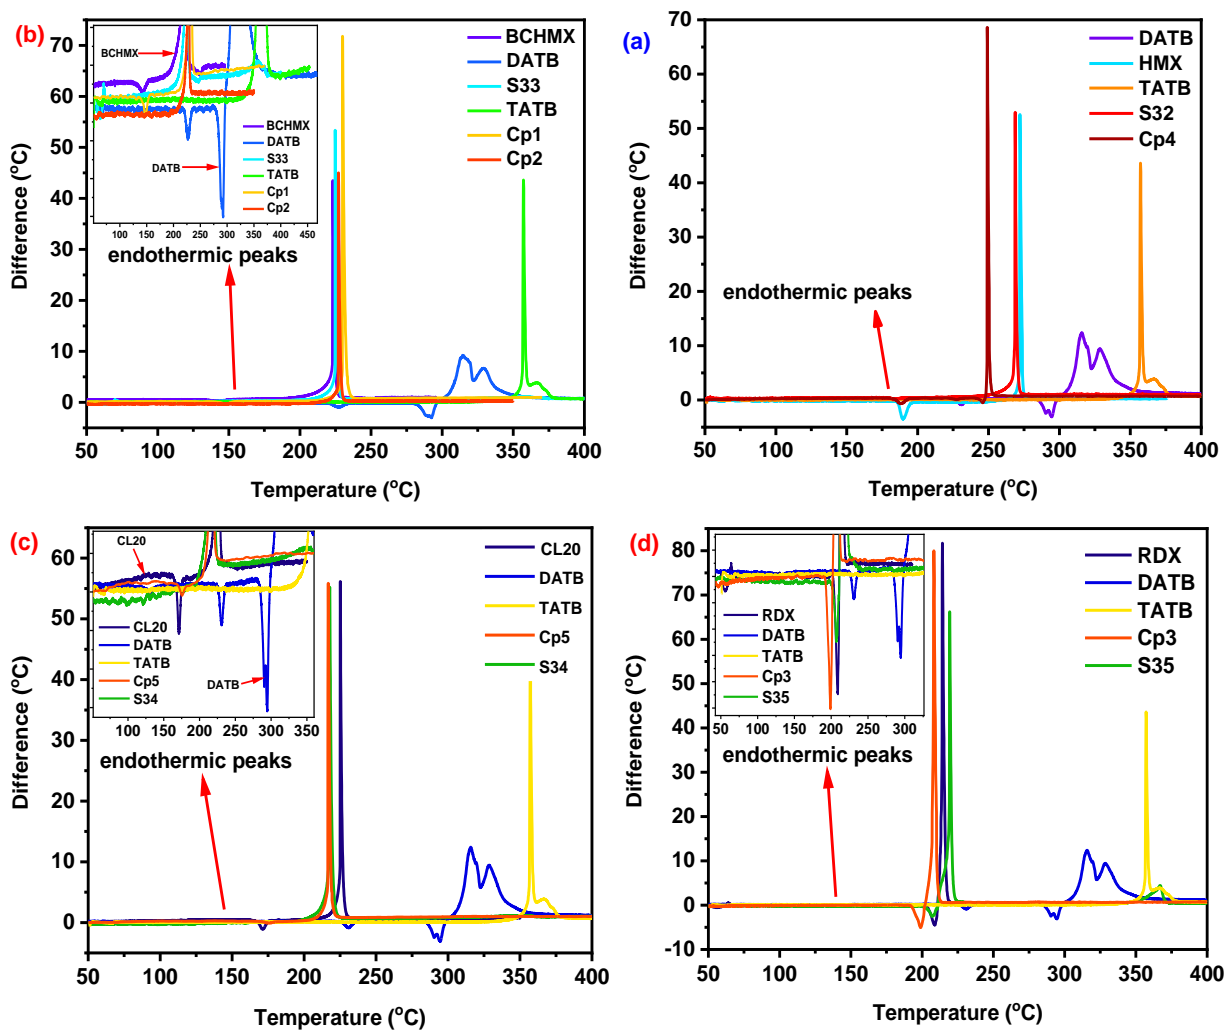 (b)
70
60
50
40
30
20
10
0
Difference (°C)
50 100 150 200 250 300 350 400
Temperature (°C)
BCHMX
DATB
S33
TATB
Cp1
Cp2
BCHMX
DATB
BCHMX
DATB
S33
TATB
Cp1
Cp2
100 150 200 250 300 350 400 450
endothermic peaks
(a)
70
60
50
40
30
20
10
0
Difference (°C)
50 100 150 200 250 300 350 400
Temperature (°C)
DATB
HMX
TATB
S32
Cp4
endothermic peaks
(c)
60
50
40
30
20
10
0
Difference (°C)
50 100 150 200 250 300 350 400
Temperature (°C)
CL20
DATB
TATB
Cp5
S34
CL20
DATB
CL20
DATB
TATB
Cp5
S34
100 150 200 250 300 350
endothermic peaks
(d)
80
70
60
50
40
30
20
10
0
-10
Difference (°C)
50 100 150 200 250 300 350 400
Temperature (°C)
RDX
DATB
TATB
Cp3
S35
RDX
DATB
TATB
Cp3
S35
50 100 150 200 250 300
endothermic peaks